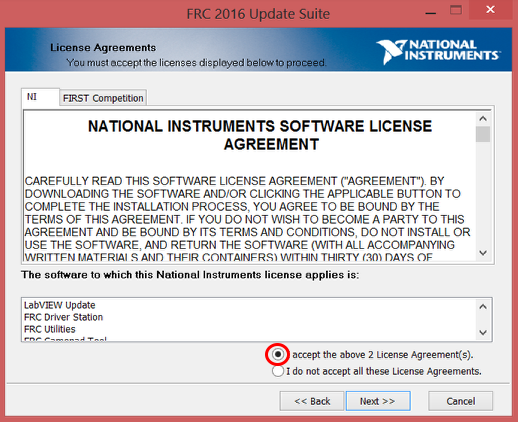 FRC 2016 Update Suite
License Agreements
You must accept the licenses displayed below to proceed.
NATIONAL
INSTRUMENTS
NI
FIRST Competition
NATIONAL INSTRUMENTS SOFTWARE LICENSE
AGREEMENT
CAREFULLY READ THIS SOFTWARE LICENSE AGREEMENT ("AGREEMENT"). BY
DOWNLOADING THE SOFTWARE AND/OR CLICKING THE APPLICABLE BUTTON TO
COMPLETE THE INSTALLATION PROCESS, YOU AGREE TO BE BOUND BY THE
TERMS OF THIS AGREEMENT. IF YOU DO NOT WISH TO BECOME A PARTY TO THIS
AGREEMENT AND BE BOUND BY ITS TERMS AND CONDITIONS, DO NOT INSTALL OR
USE THE SOFTWARE, AND RETURN THE SOFTWARE (WITH ALL ACCOMPANYING
WRITTEN MATERIALS AND THEIR CONTAINERS) WITHIN THIRTY (30) DAYS OF
The software to which this National Instruments license applies is:
LabVIEW Update
FRC Driver Station
FRC Utilities
FRC Gamepad Tool
accept the above 2 License Agreement(s).
I do not accept all these License Agreements.
<< Back
Next >>
Cancel